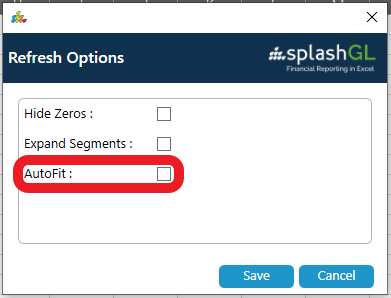 Refresh Options
splashGL
Financial Reporting in Excel
Hide Zeros :
Expand Segments :
AutoFit :
Save
Cancel